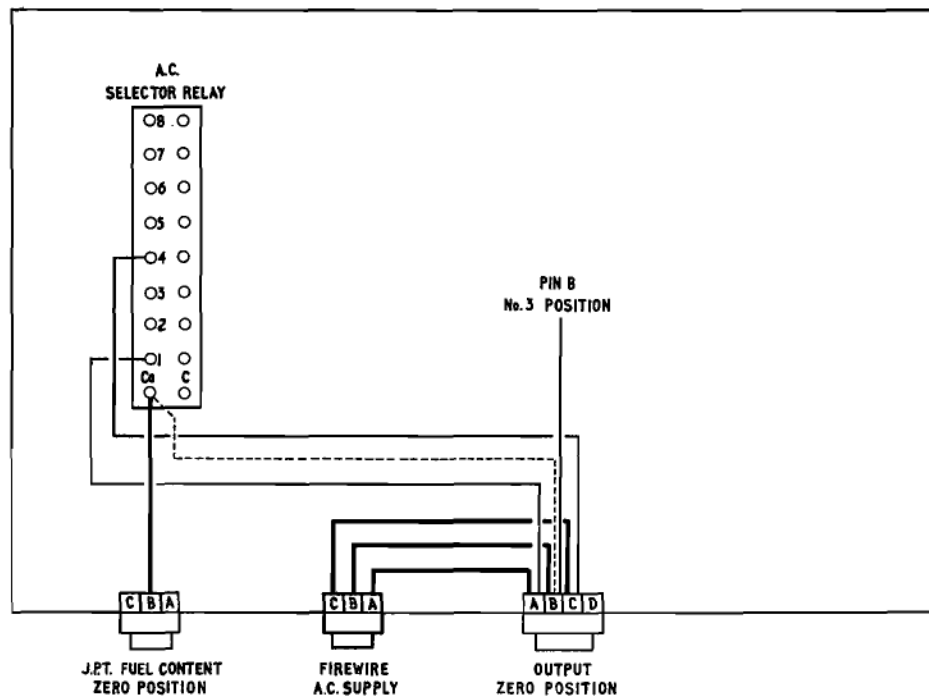 A.C.
SELECTOR RELAY
8
7
6
5
4
3
2
1
Ca C
PIN B
No.3 POSITION
C B A
C B A
A B C D
J.P.T. FUEL CONTENT
ZERO POSITION
FIREWIRE
A.C. SUPPLY
OUTPUT
ZERO POSITION